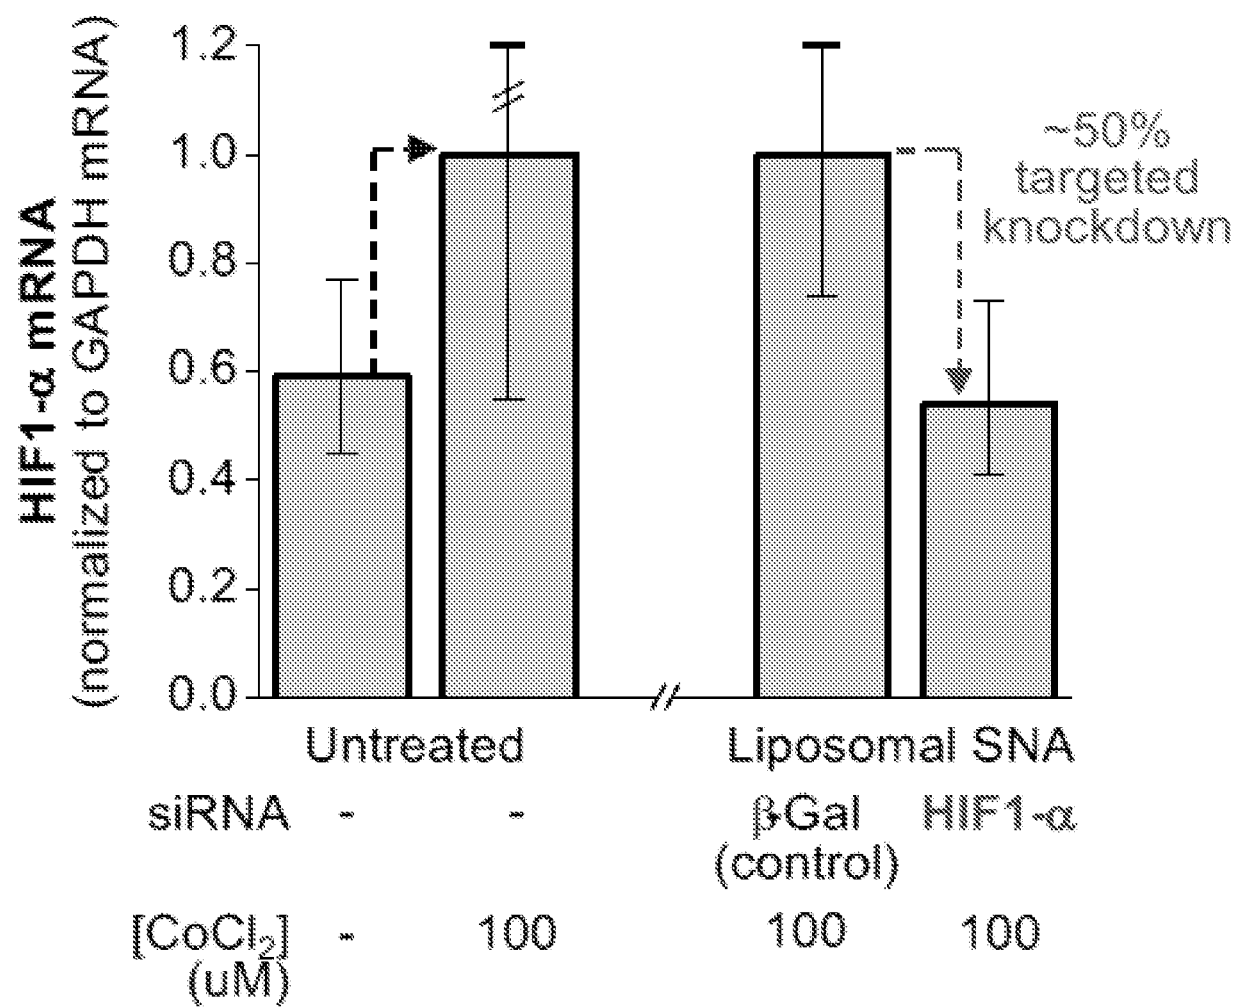 HIF1-α mRNA
(normalized to GAPDH mRNA)
1.2
1.0
0.8
0.6
0.4
0.2
0.0
~50%
targeted
knockdown
Untreated Liposomal SNA
siRNA - - β-Gal HIF1-α
(control)
[CoCl₂] - 100 100 100
(uM)